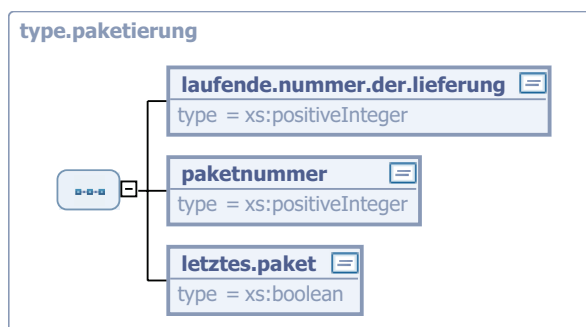 type.paketierung
laufende.nummer.der.lieferung
type = xs:positiveInteger
paketnummer
type = xs:positiveInteger
letztes.paket
type = xs:boolean